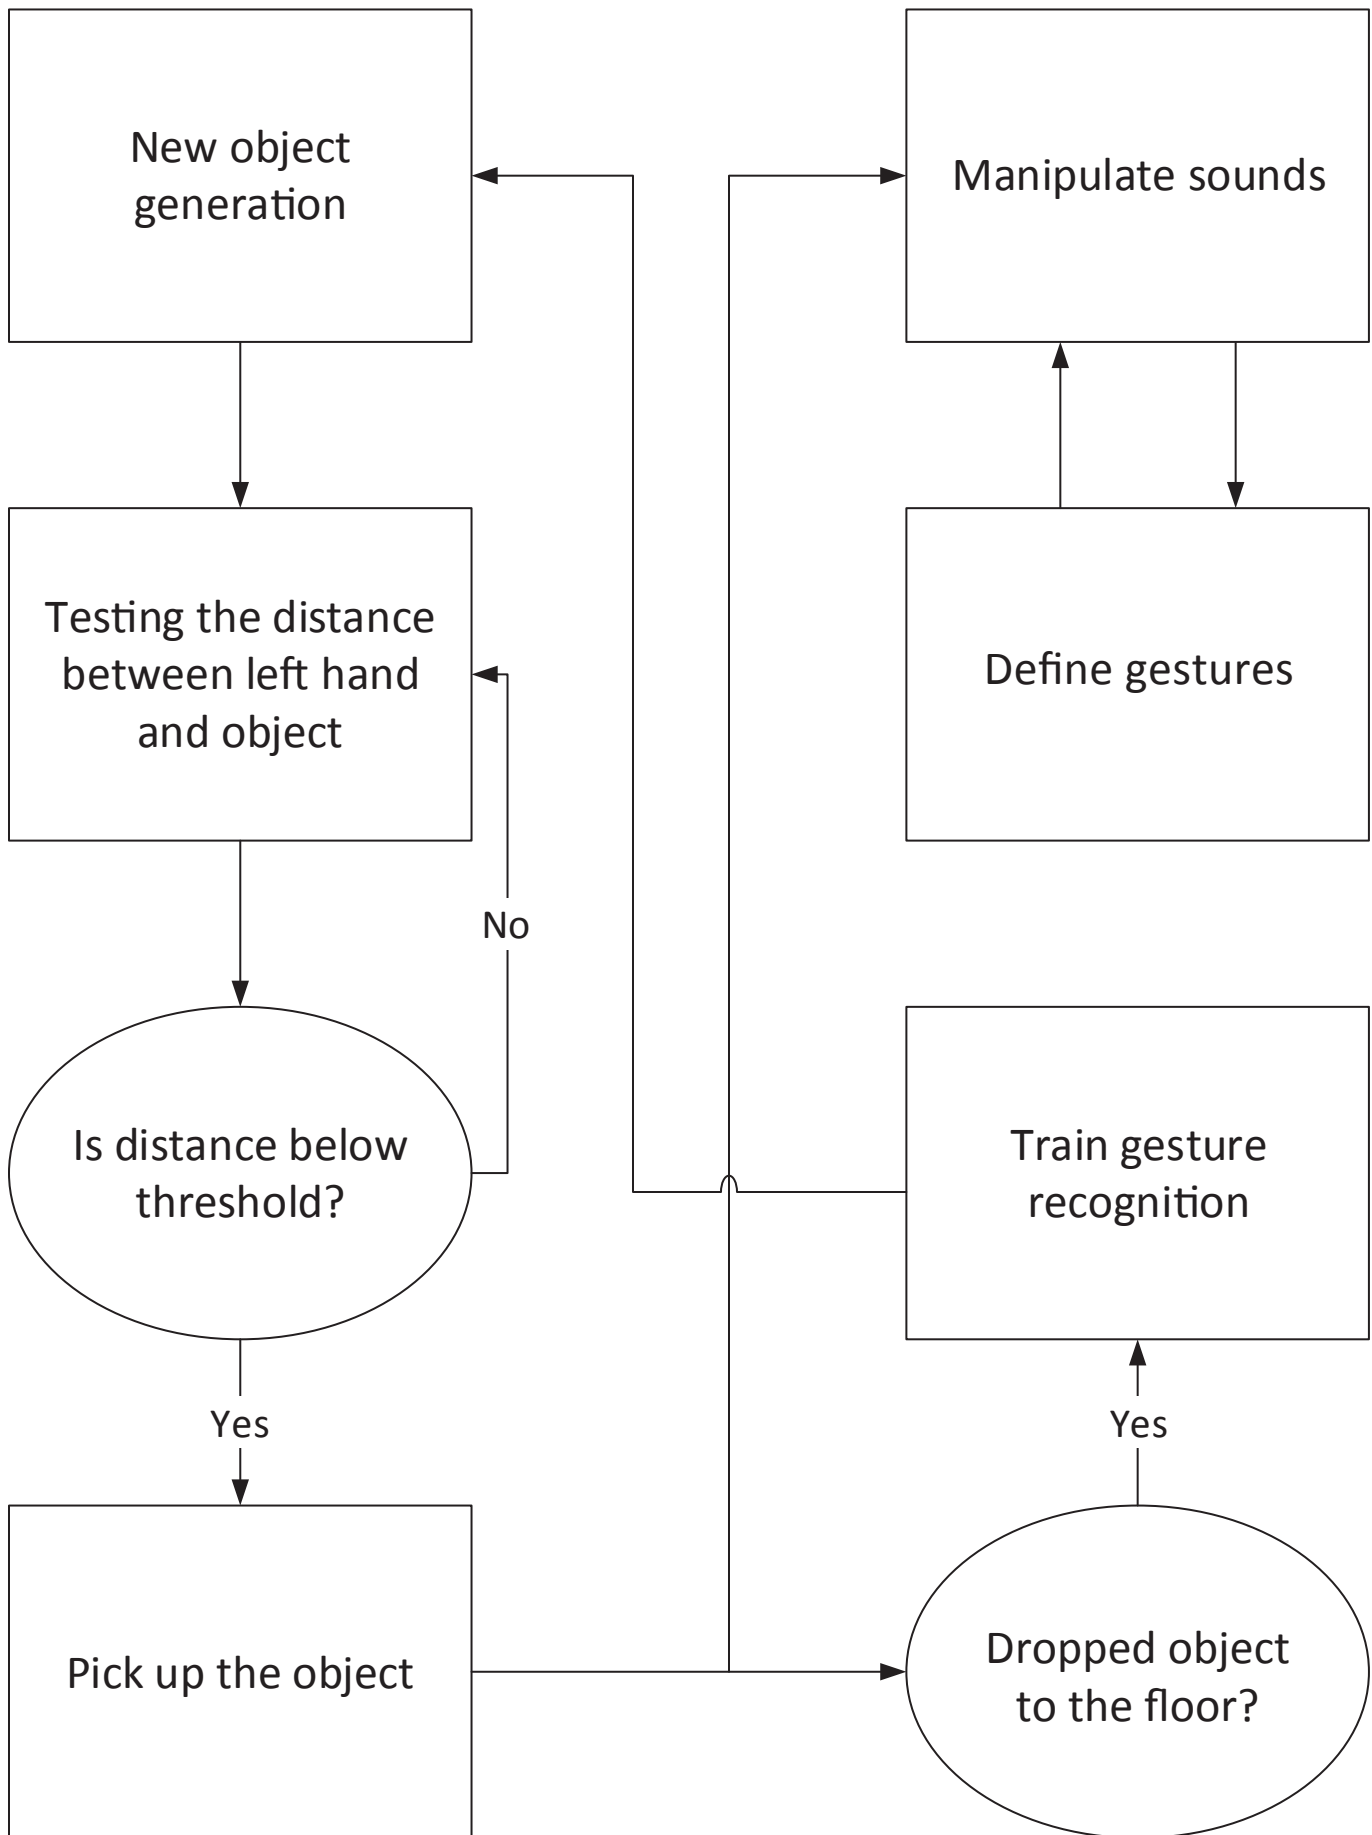 New object
generation
Manipulate sounds
Testing the distance
between left hand
and object
Define gestures
No
Is distance below
threshold?
Train gesture
recognition
Yes
Yes
Pick up the object
Dropped object
to the floor?